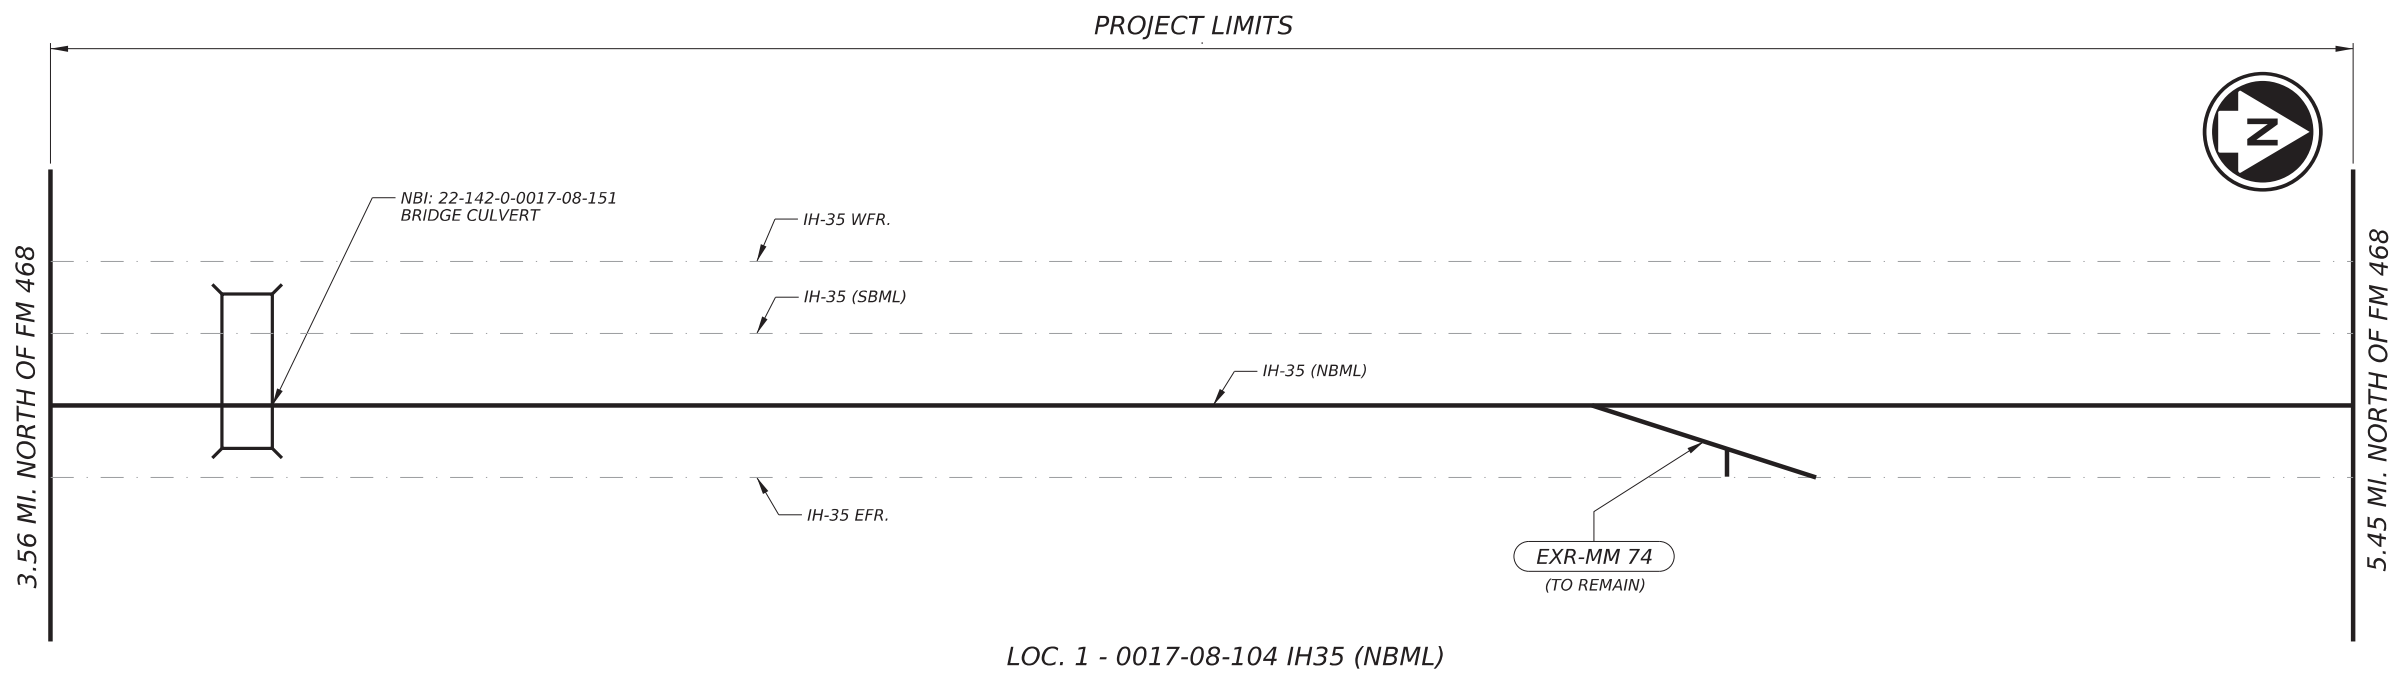 PROJECT LIMITS
N
NBI: 22-142-0-0017-08-151
BRIDGE CULVERT
IH-35 WFR.
IH-35 (SBML)
IH-35 (NBML)
IH-35 EFR.
3.56 MI. NORTH OF FM 468
5.45 MI. NORTH OF FM 468
EXR-MM 74
(TO REMAIN)
LOC. 1 - 0017-08-104 IH35 (NBML)